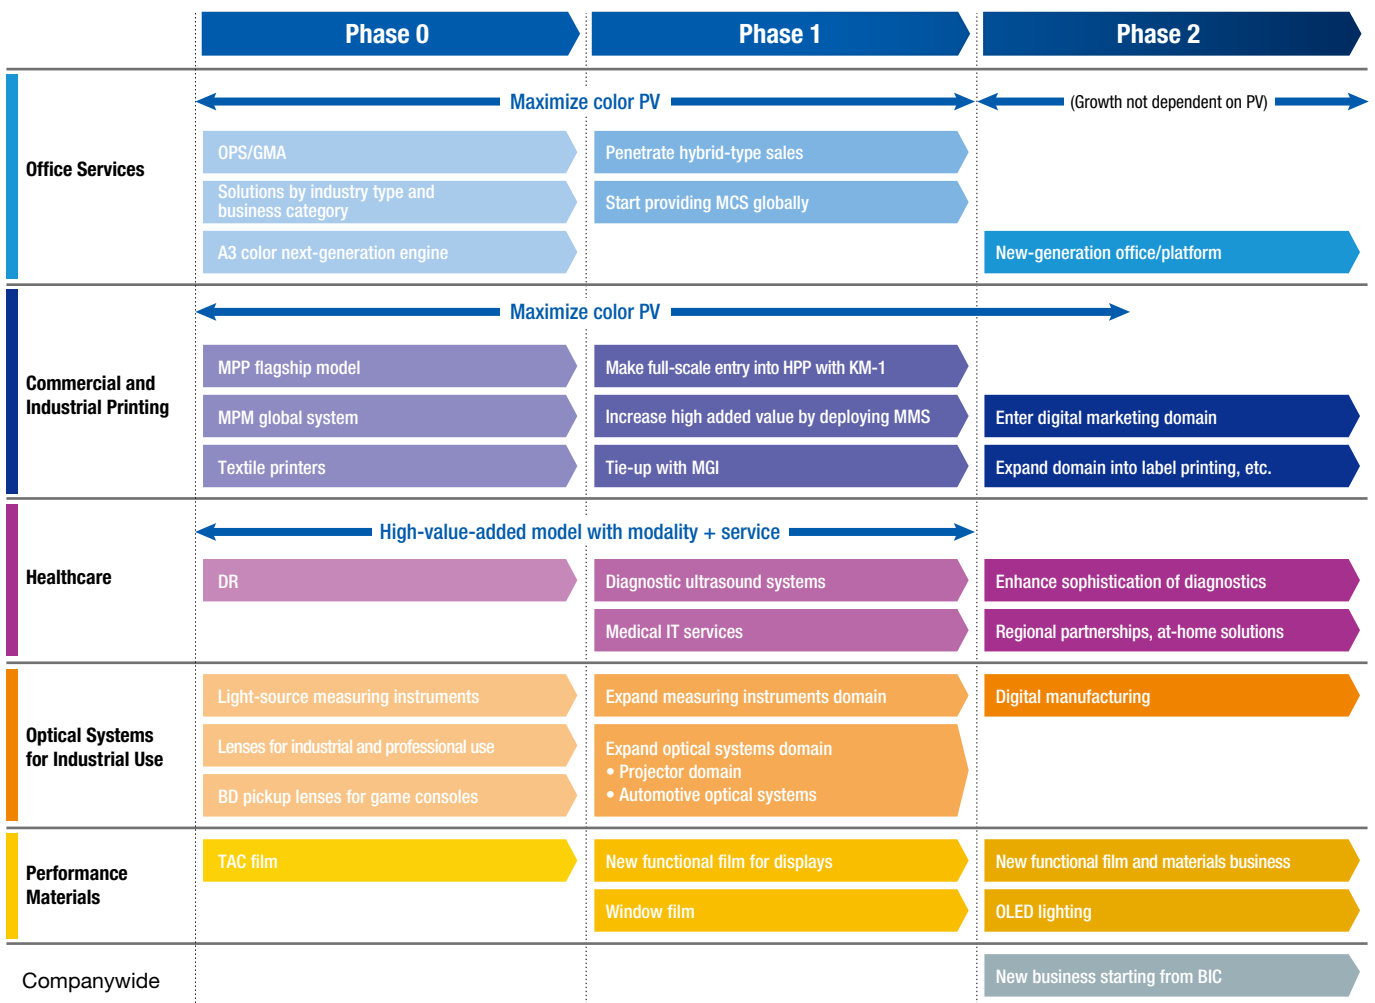 Phase 0
Phase 1
Phase 2
Office Services
Maximize color PV
(Growth not dependent on PV)
OPS/GMA
Penetrate hybrid-type sales
Solutions by industry type and
business category
Start providing MCS globally
A3 color next-generation engine
New-generation office/platform
Commercial and
Industrial Printing
Maximize color PV
MPP flagship model
Make full-scale entry into HPP with KM-1
MPM global system
Increase high added value by deploying MMS
Enter digital marketing domain
Textile printers
Tie-up with MGI
Expand domain into label printing, etc.
Healthcare
High-value-added model with modality + service
DR
Diagnostic ultrasound systems
Enhance sophistication of diagnostics
Medical IT services
Regional partnerships, at-home solutions
Optical Systems
for Industrial Use
Light-source measuring instruments
Expand measuring instruments domain
Digital manufacturing
Lenses for industrial and professional use
Expand optical systems domain
• Projector domain
• Automotive optical systems
BD pickup lenses for game consoles
Performance
Materials
TAC film
New functional film for displays
New functional film and materials business
Window film
OLED lighting
Companywide
New business starting from BIC